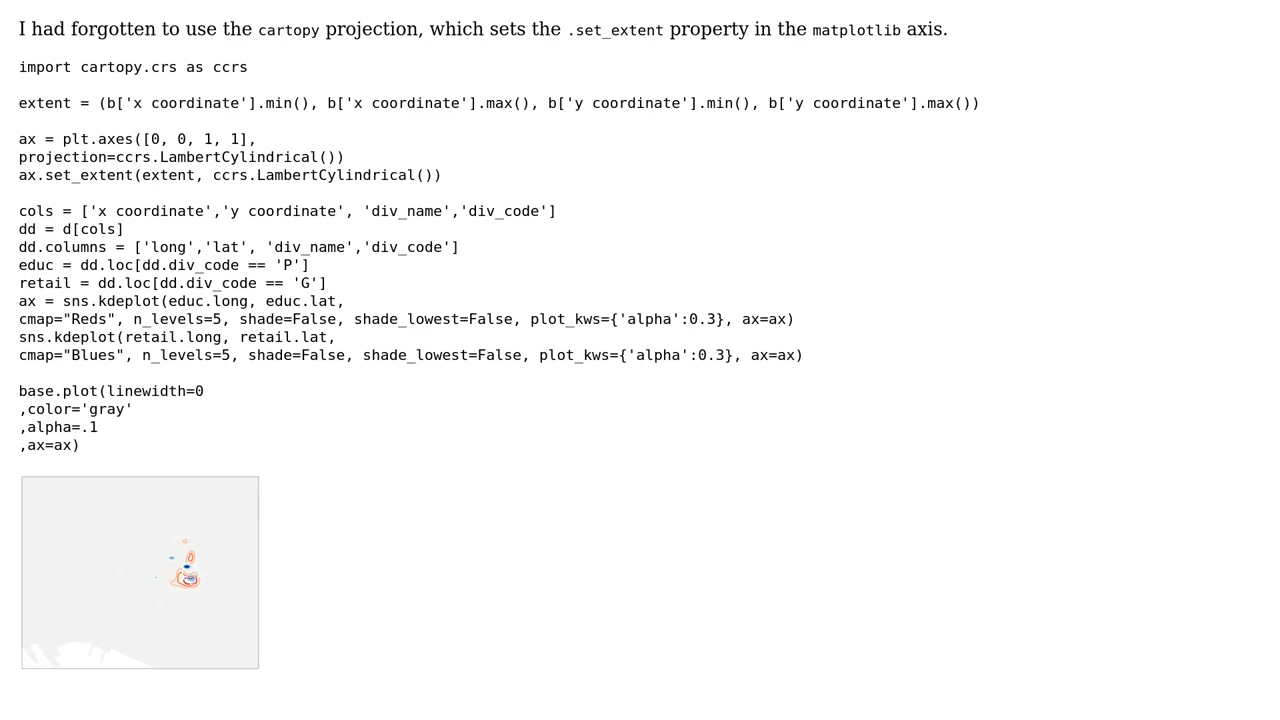 I had forgotten to use the cartopy projection, which sets the .set_extent property in the matplotlib axis.
import cartopy.crs as ccrs
extent = (b['x coordinate'].min(), b['x coordinate'].max(), b['y coordinate'].min(), b['y coordinate'].max())
ax = plt.axes([0, 0, 1, 1],
projection=ccrs.LambertCylindrical())
ax.set_extent(extent, ccrs.LambertCylindrical())
cols = ['x coordinate','y coordinate', 'div_name','div_code']
dd = d[cols]
dd.columns = ['long','lat', 'div_name','div_code']
educ = dd.loc[dd.div_code == 'P']
retail = dd.loc[dd.div_code == 'G']
ax = sns.kdeplot(educ.long, educ.lat,
cmap="Reds", n_levels=5, shade=False, shade_lowest=False, plot_kws={'alpha':0.3}, ax=ax)
sns.kdeplot(retail.long, retail.lat,
cmap="Blues", n_levels=5, shade=False, shade_lowest=False, plot_kws={'alpha':0.3}, ax=ax)
base.plot(linewidth=0
,color='gray'
,alpha=.1
,ax=ax)